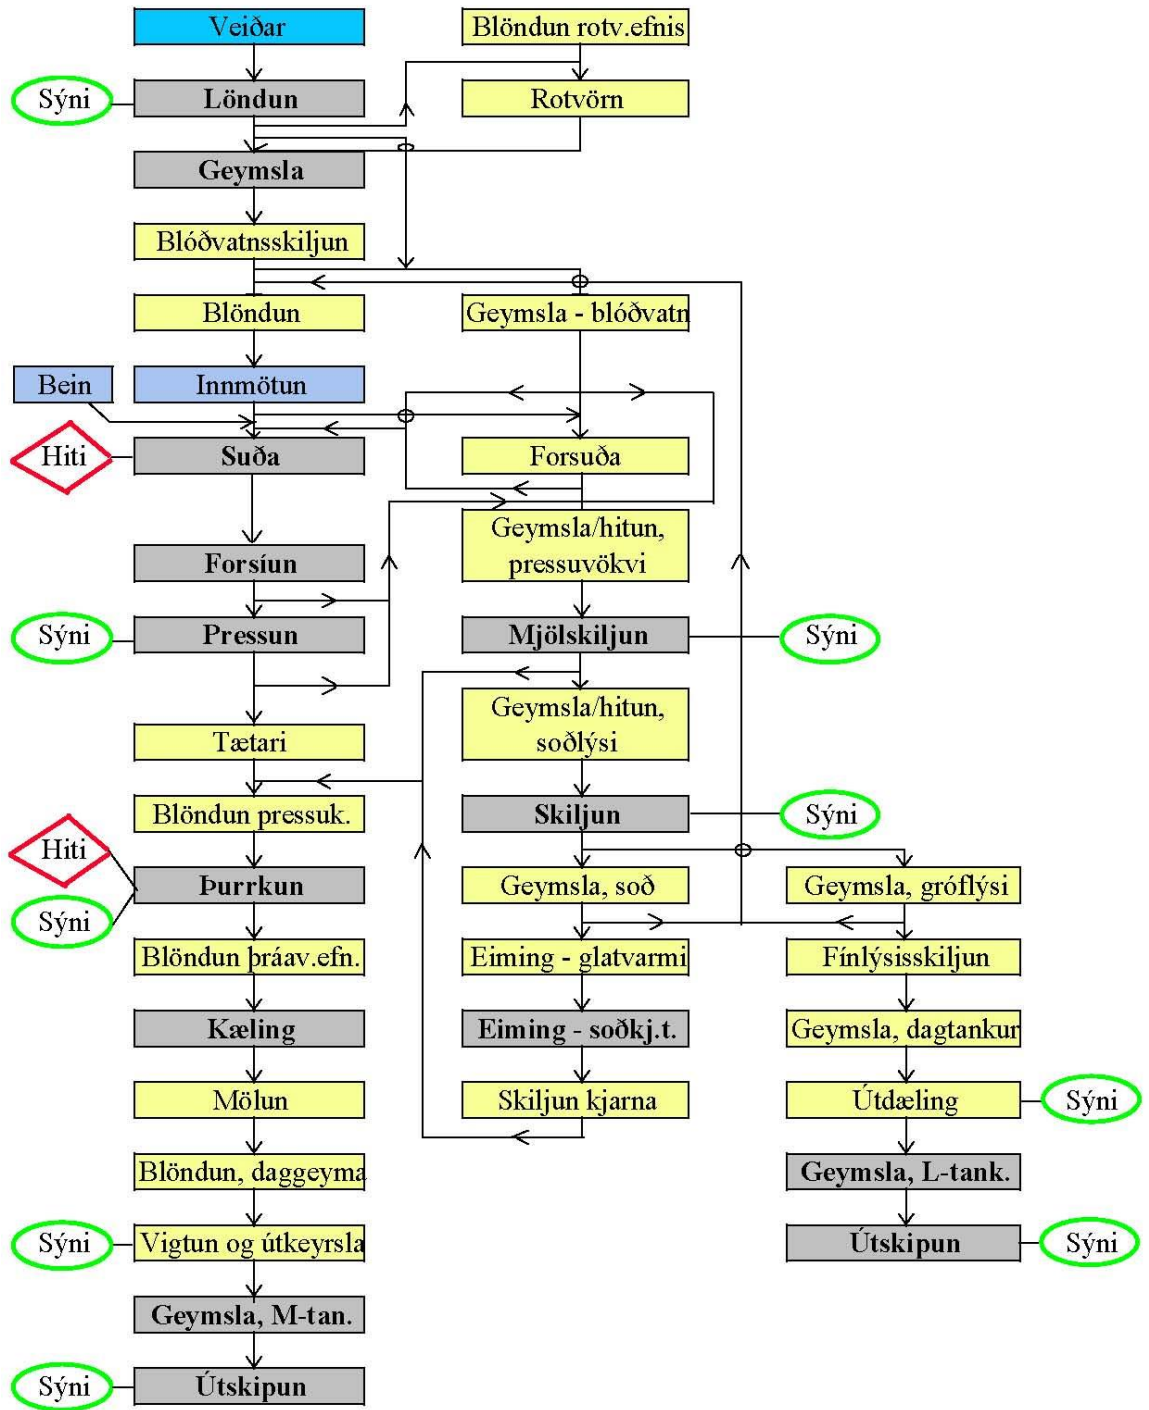 Veiðar
Blöndun rotv.efnis
Sýni
Löndun
Rotvörn
Geymsla
Blóðvatnsskiljun
Blöndun
Geymsla - blóðvatn
Bein
Innmötun
Hiti
Suða
Forsuða
Geymsla/hitun,
pressuvökvi
Forsíun
Sýni
Pressun
Mjölskiljun
Sýni
Geymsla/hitun,
soðlýsi
Tætari
Blöndun pressuk.
Skiljun
Sýni
Hiti
Þurrkun
Sýni
Geymsla, soð
Geymsla, gróflýsi
Blöndun þráav.efn.
Eiming - glatvarmi
Fínlýsisskiljun
Kæling
Eiming - soðkj.t.
Geymsla, dagtankur
Mölun
Skiljun kjarna
Útdæling
Sýni
Blöndun, daggeyma
Geymsla, L-tank.
Sýni
Vigtun og útkeyrsla
Útskipun
Sýni
Geymsla, M-tan.
Sýni
Útskipun